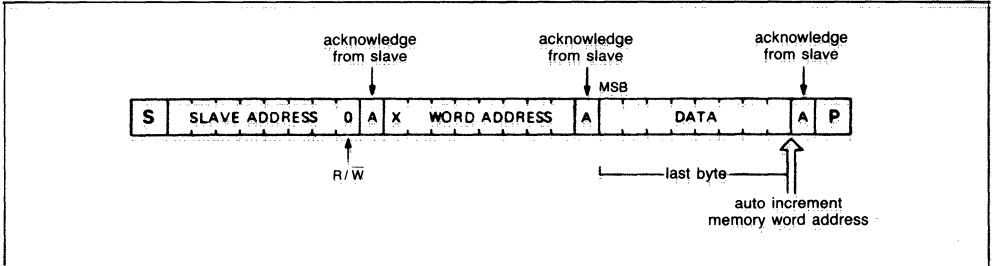 acknowledge
from slave
acknowledge
from slave
acknowledge
from slave
MSB
S SLAVE ADDRESS 0 A X WORD ADDRESS A DATA A P
R/W̅
last byte
auto increment
memory word address